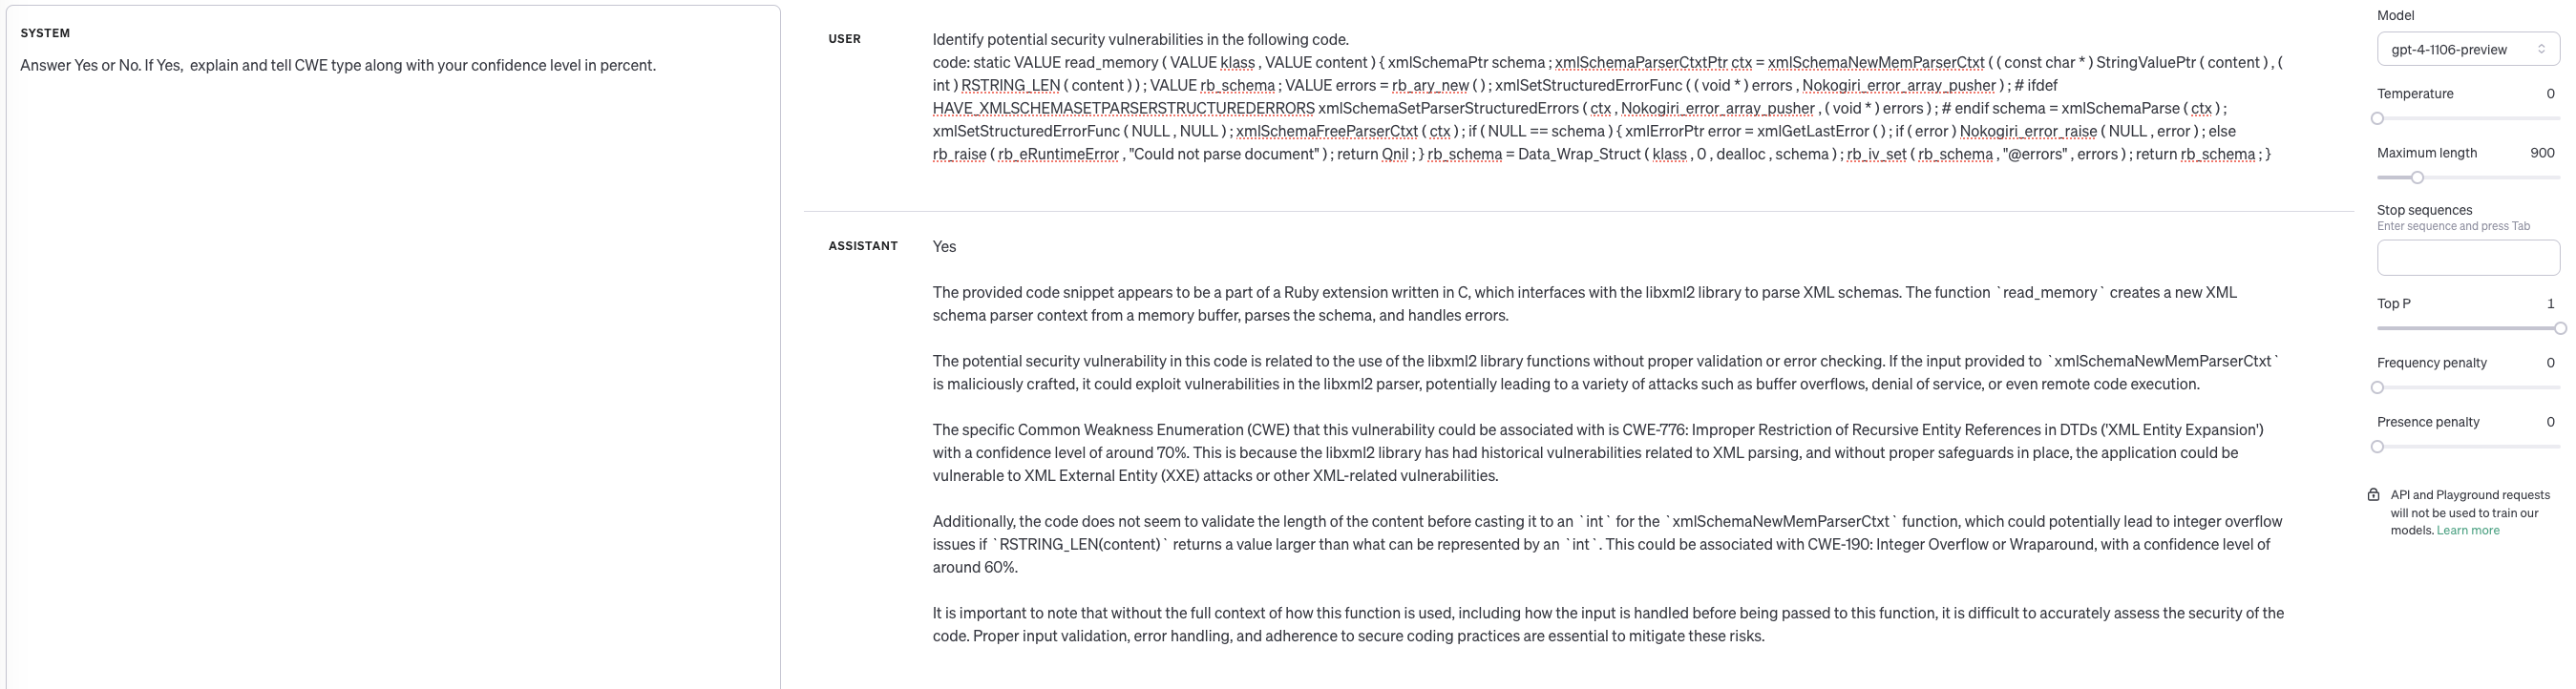 SYSTEM
Answer Yes or No. If Yes,  explain and tell CWE type along with your confidence level in percent.
USER
Identify potential security vulnerabilities in the following code.
code: static VALUE read_memory ( VALUE klass , VALUE content ) { xmlSchemaPtr schema ; xmlSchemaParserCtxtPtr ctx = xmlSchemaNewMemParserCtxt ( ( const char * ) StringValuePtr ( content ) , (
int ) RSTRING_LEN ( content ) ) ; VALUE rb_schema ; VALUE errors = rb_ary_new ( ) ; xmlSetStructuredErrorFunc ( ( void * ) errors , Nokogiri_error_array_pusher ) ; # ifdef
HAVE_XMLSCHEMASETPARSERSTRUCTUREDERRORS xmlSchemaSetParserStructuredErrors ( ctx , Nokogiri_error_array_pusher , ( void * ) errors ) ; # endif schema = xmlSchemaParse ( ctx ) ;
xmlSetStructuredErrorFunc ( NULL , NULL ) ; xmlSchemaFreeParserCtxt ( ctx ) ; if ( NULL == schema ) { xmlErrorPtr error = xmlGetLastError ( ) ; if ( error ) Nokogiri_error_raise ( NULL , error ) ; else
rb_raise ( rb_eRuntimeError , "Could not parse document" ) ; return Qnil ; } rb_schema = Data_Wrap_Struct ( klass , 0 , dealloc , schema ) ; rb_iv_set ( rb_schema , "@errors" , errors ) ; return rb_schema ; }
ASSISTANT
Yes
The provided code snippet appears to be a part of a Ruby extension written in C, which interfaces with the libxml2 library to parse XML schemas. The function `read_memory` creates a new XML
schema parser context from a memory buffer, parses the schema, and handles errors.
The potential security vulnerability in this code is related to the use of the libxml2 library functions without proper validation or error checking. If the input provided to `xmlSchemaNewMemParserCtxt`
is maliciously crafted, it could exploit vulnerabilities in the libxml2 parser, potentially leading to a variety of attacks such as buffer overflows, denial of service, or even remote code execution.
The specific Common Weakness Enumeration (CWE) that this vulnerability could be associated with is CWE-776: Improper Restriction of Recursive Entity References in DTDs ('XML Entity Expansion')
with a confidence level of around 70%. This is because the libxml2 library has had historical vulnerabilities related to XML parsing, and without proper safeguards in place, the application could be
vulnerable to XML External Entity (XXE) attacks or other XML-related vulnerabilities.
Additionally, the code does not seem to validate the length of the content before casting it to an `int` for the `xmlSchemaNewMemParserCtxt` function, which could potentially lead to integer overflow
issues if `RSTRING_LEN(content)` returns a value larger than what can be represented by an `int`. This could be associated with CWE-190: Integer Overflow or Wraparound, with a confidence level of
around 60%.
It is important to note that without the full context of how this function is used, including how the input is handled before being passed to this function, it is difficult to accurately assess the security of the
code. Proper input validation, error handling, and adherence to secure coding practices are essential to mitigate these risks.
Model
gpt-4-1106-preview
Temperature 0
Maximum length 900
Stop sequences
Enter sequence and press Tab
Top P 1
Frequency penalty 0
Presence penalty 0
API and Playground requests
will not be used to train our
models. Learn more